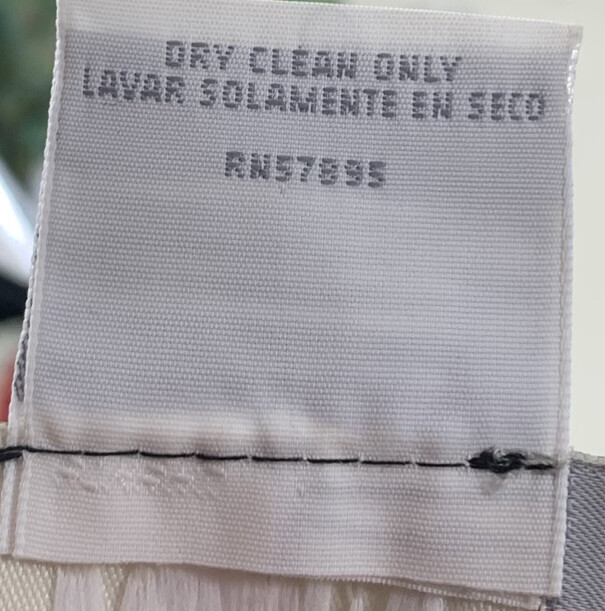 DRY CLEAN ONLY
LAVAR SOLAMENTE EN SECO
RN57895